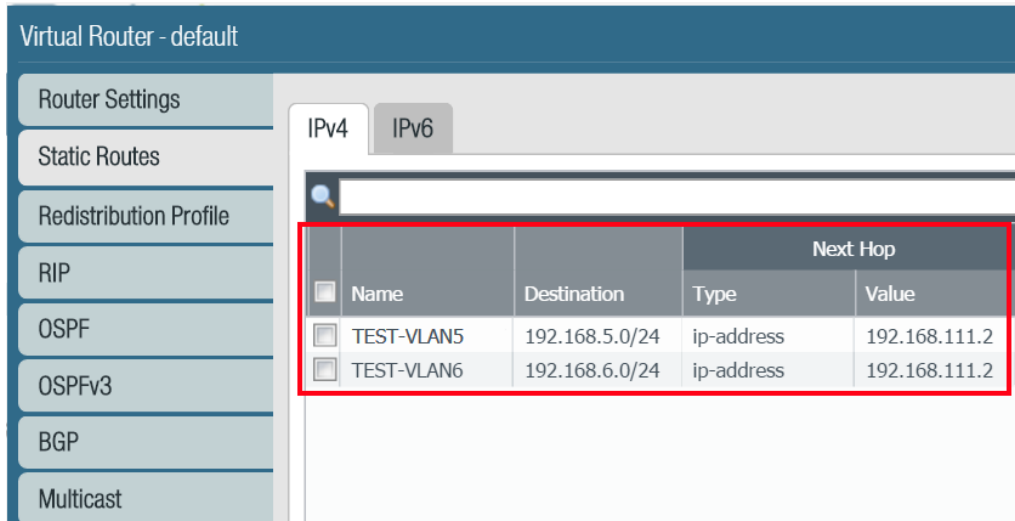 Virtual Router - default
Router Settings
Static Routes
Redistribution Profile
RIP
OSPF
OSPFv3
BGP
Multicast
IPv4 IPv6
Next Hop
Name Destination Type Value
TEST-VLAN5 192.168.5.0/24 ip-address 192.168.111.2
TEST-VLAN6 192.168.6.0/24 ip-address 192.168.111.2